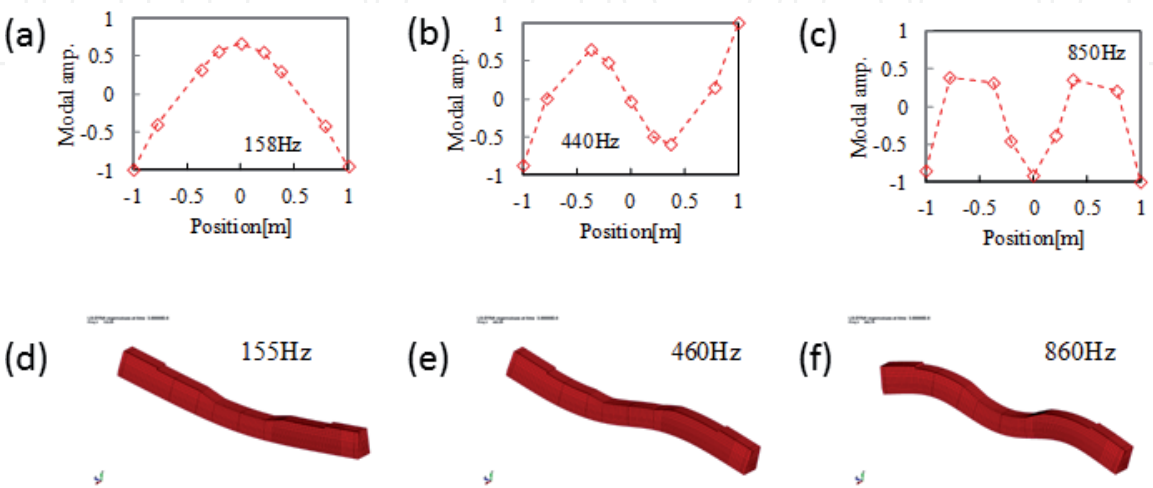 (a)
1
0.5
0
-0.5
-1
Modal amp.
158Hz
-1 -0.5 0 0.5 1
Position[m]
(b)
1
0.5
0
-0.5
-1
Modal amp.
440Hz
-1 -0.5 0 0.5 1
Position[m]
(c)
1
0.5
0
-0.5
-1
Modal amp.
850Hz
-1 -0.5 0 0.5 1
Position[m]
(d)
155Hz
(e)
460Hz
(f)
860Hz